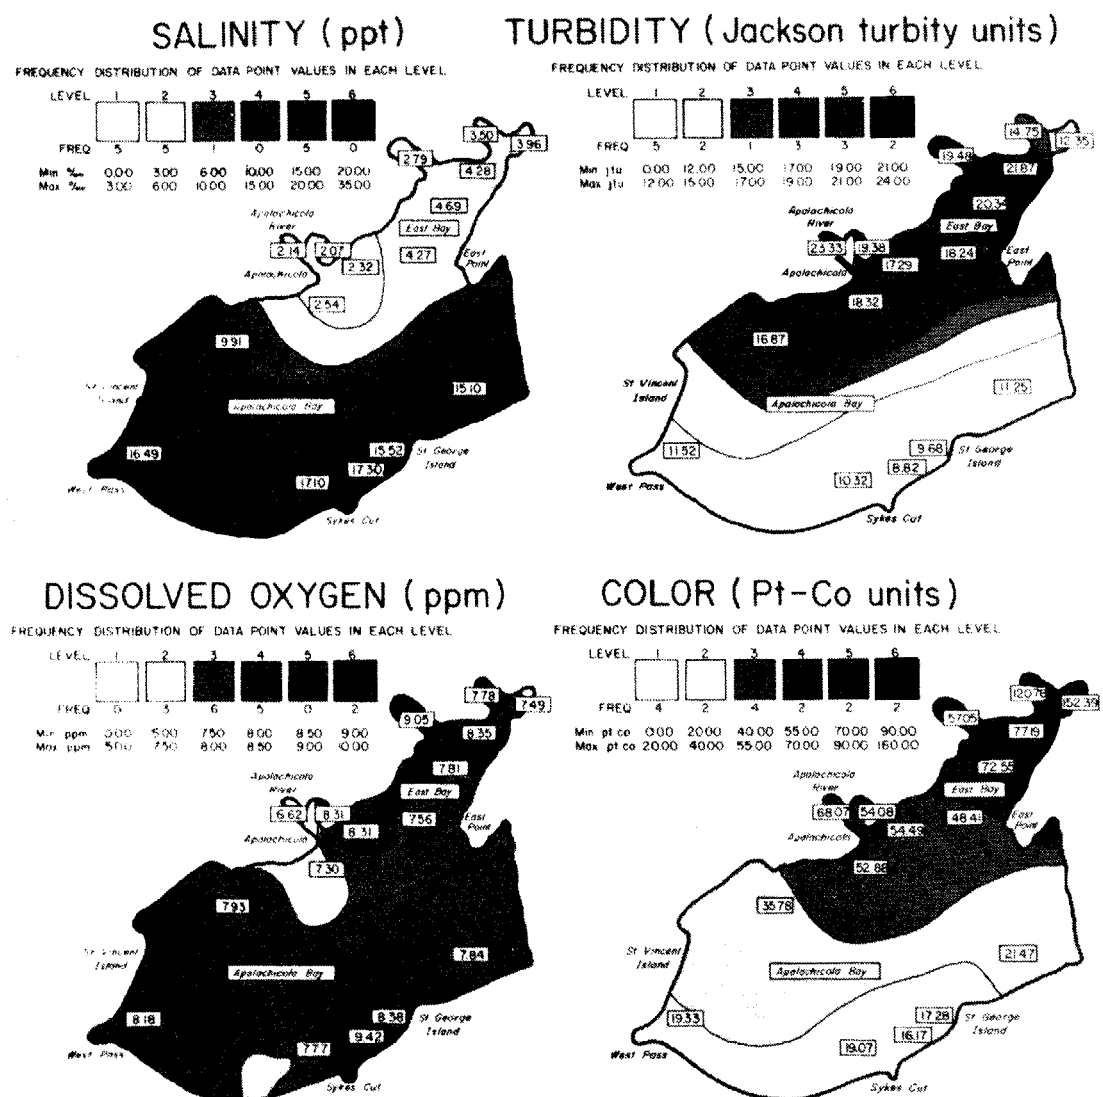 SALINITY (ppt)
FREQUENCY DISTRIBUTION OF DATA POINT VALUES IN EACH LEVEL
LEVEL 1 2 3 4 5 6
FREQ 5 5 1 0 5 0
Min ‰ 0.00 3.00 6.00 10.00 15.00 20.00
Max ‰ 3.00 6.00 10.00 15.00 20.00 35.00
3.50
3.96
2.79
4.28
4.69
Apalachicola
River
East Bay
2.14
2.07
2.32
4.27
East
Point
Apalachicola
2.54
9.91
St Vincent
Island
15.10
Apalachicola Bay
16.49
15.52
St George
Island
17.30
17.10
West Pass
Sykes Cut
TURBIDITY (Jackson turbity units)
FREQUENCY DISTRIBUTION OF DATA POINT VALUES IN EACH LEVEL
LEVEL 1 2 3 4 5 6
FREQ 5 2 1 3 3 2
Min jtu 0.00 12.00 15.00 17.00 19.00 21.00
Max jtu 12.00 15.00 17.00 19.00 21.00 24.00
14.75
12.35
19.48
21.87
20.34
Apalachicola
River
East Bay
23.33
19.38
17.29
18.24
East
Point
Apalachicola
18.32
16.87
St Vincent
Island
11.25
Apalachicola Bay
11.52
9.68
St George
Island
8.82
10.32
West Pass
Sykes Cut
DISSOLVED OXYGEN (ppm)
FREQUENCY DISTRIBUTION OF DATA POINT VALUES IN EACH LEVEL
LEVEL 1 2 3 4 5 6
FREQ 0 3 6 5 0 2
Min ppm 0.00 5.00 7.50 8.00 8.50 9.00
Max ppm 5.00 7.50 8.00 8.50 9.00 10.00
7.78
7.49
9.05
8.35
7.81
Apalachicola
River
East Bay
6.62
8.31
8.31
7.56
East
Point
Apalachicola
7.30
7.93
St Vincent
Island
7.84
Apalachicola Bay
8.18
8.38
St George
Island
9.42
7.77
West Pass
Sykes Cut
COLOR (Pt-Co units)
FREQUENCY DISTRIBUTION OF DATA POINT VALUES IN EACH LEVEL
LEVEL 1 2 3 4 5 6
FREQ 4 2 4 2 2 2
Min pt co 0.00 20.00 40.00 55.00 70.00 90.00
Max pt co 20.00 40.00 55.00 70.00 90.00 160.00
120.78
152.39
57.05
77.19
72.55
Apalachicola
River
East Bay
68.07
54.08
54.49
48.41
East
Point
Apalachicola
52.88
35.78
St Vincent
Island
21.47
Apalachicola Bay
19.33
17.28
St George
Island
16.17
19.07
West Pass
Sykes Cut